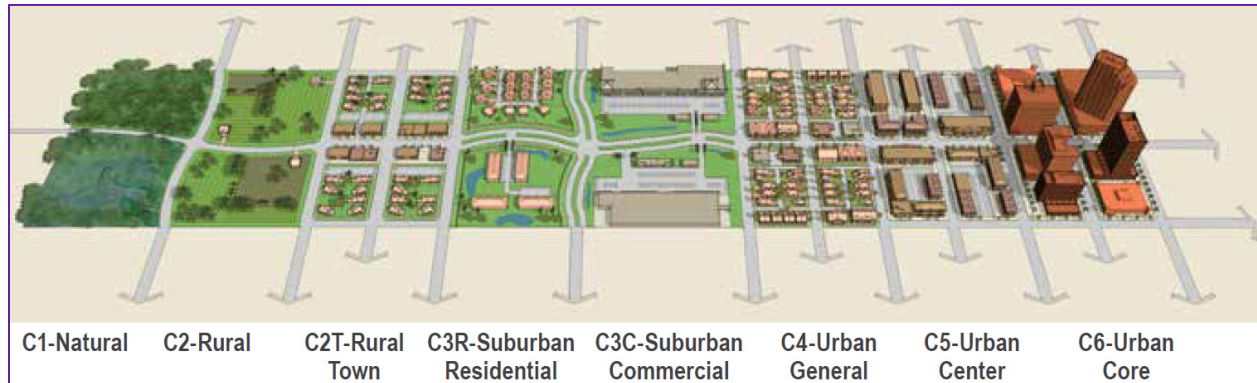 C1-Natural
C2-Rural
C2T-Rural
Town
C3R-Suburban
Residential
C3C-Suburban
Commercial
C4-Urban
General
C5-Urban
Center
C6-Urban
Core